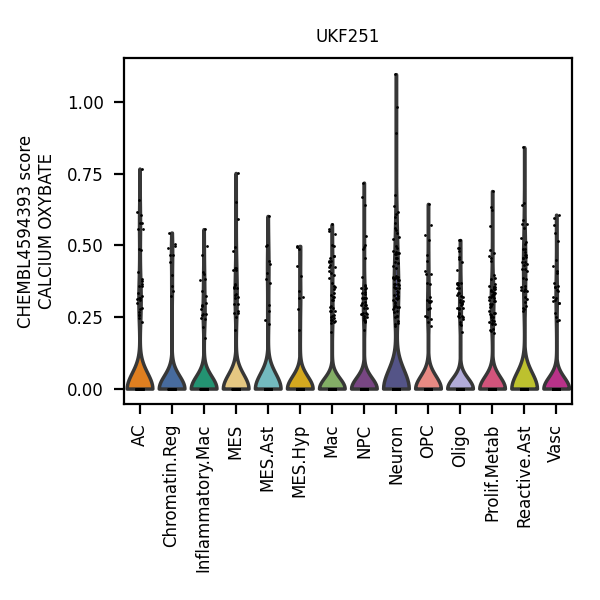 UKF251
CHEMBL4594393 score
CALCIUM OXYBATE
1.00
0.75
0.50
0.25
0.00
AC
Chromatin.Reg
Inflammatory.Mac
MES
MES.Ast
MES.Hyp
Mac
NPC
Neuron
OPC
Oligo
Prolif.Metab
Reactive.Ast
Vasc